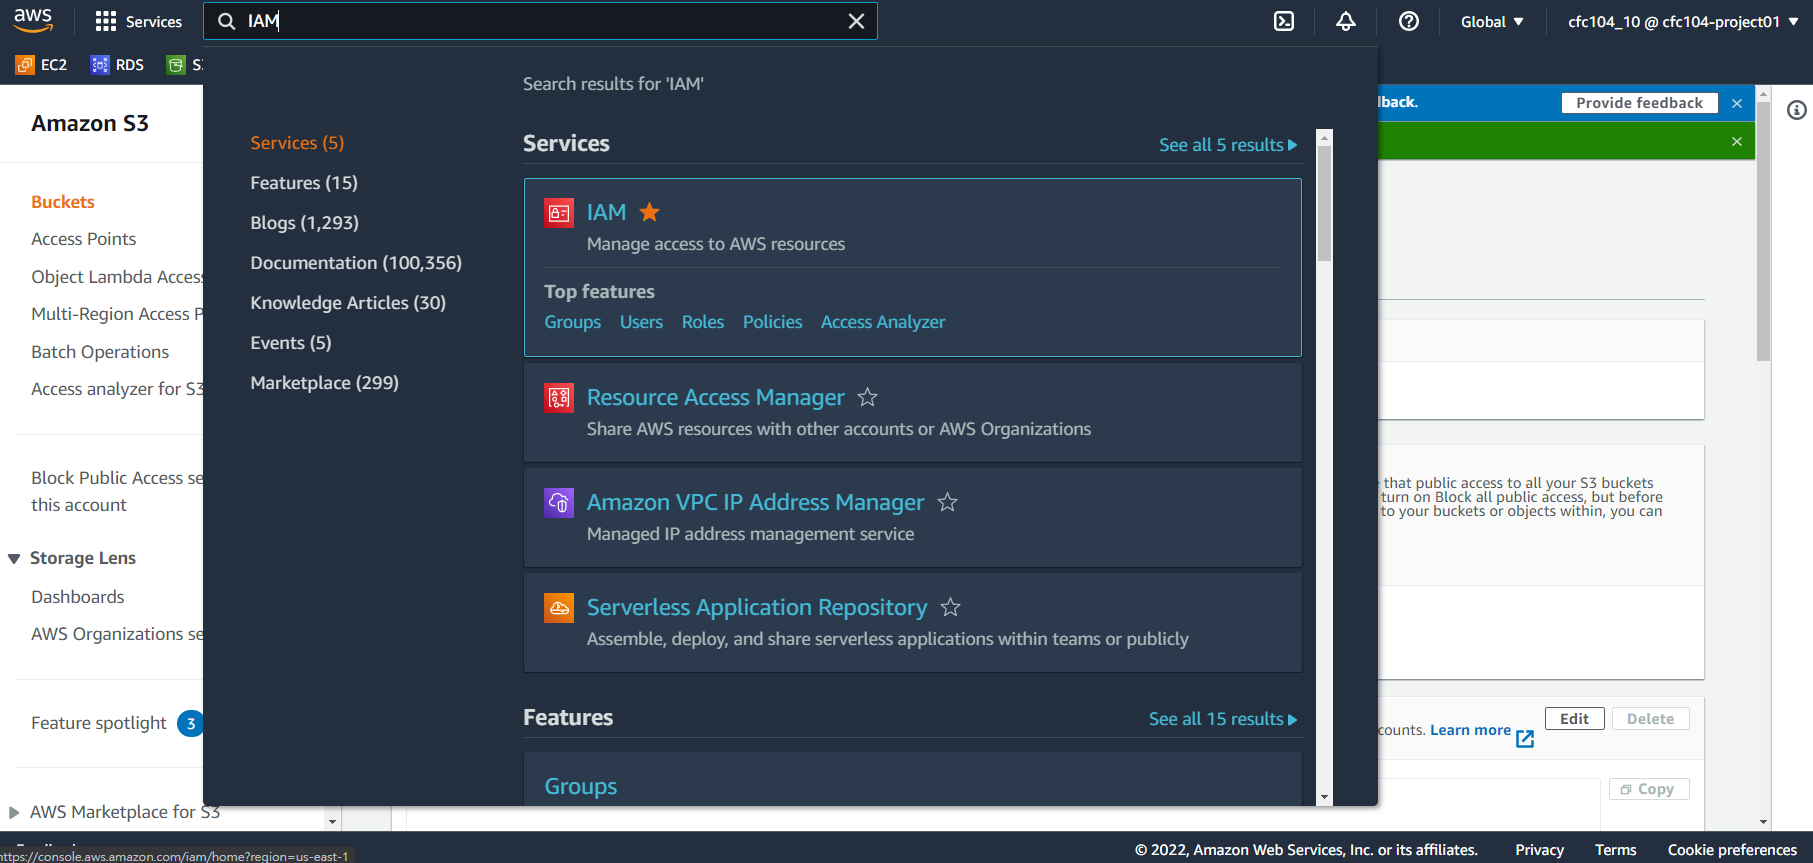 aws
Services
IAM
Global
cfc104_10 @ cfc104-project01
EC2
RDS
Search results for 'IAM'
Services (5)
Features (15)
Blogs (1,293)
Documentation (100,356)
Knowledge Articles (30)
Events (5)
Marketplace (299)
Services
See all 5 results
IAM
Manage access to AWS resources
Top features
Groups Users Roles Policies Access Analyzer
Resource Access Manager
Share AWS resources with other accounts or AWS Organizations
Amazon VPC IP Address Manager
Managed IP address management service
Serverless Application Repository
Assemble, deploy, and share serverless applications within teams or publicly
Features
See all 15 results
Groups
Amazon S3
Buckets
Access Points
Object Lambda Access
Multi-Region Access P
Batch Operations
Access analyzer for S3
Block Public Access se
this account
Storage Lens
Dashboards
AWS Organizations se
Feature spotlight 3
AWS Marketplace for S3
dback.
Provide feedback
that public access to all your S3 buckets
turn on Block all public access, but before
to your buckets or objects within, you can
counts. Learn more
Edit
Delete
Copy
https://console.aws.amazon.com/iam/home?region=us-east-1
© 2022, Amazon Web Services, Inc. or its affiliates.
Privacy
Terms
Cookie preferences